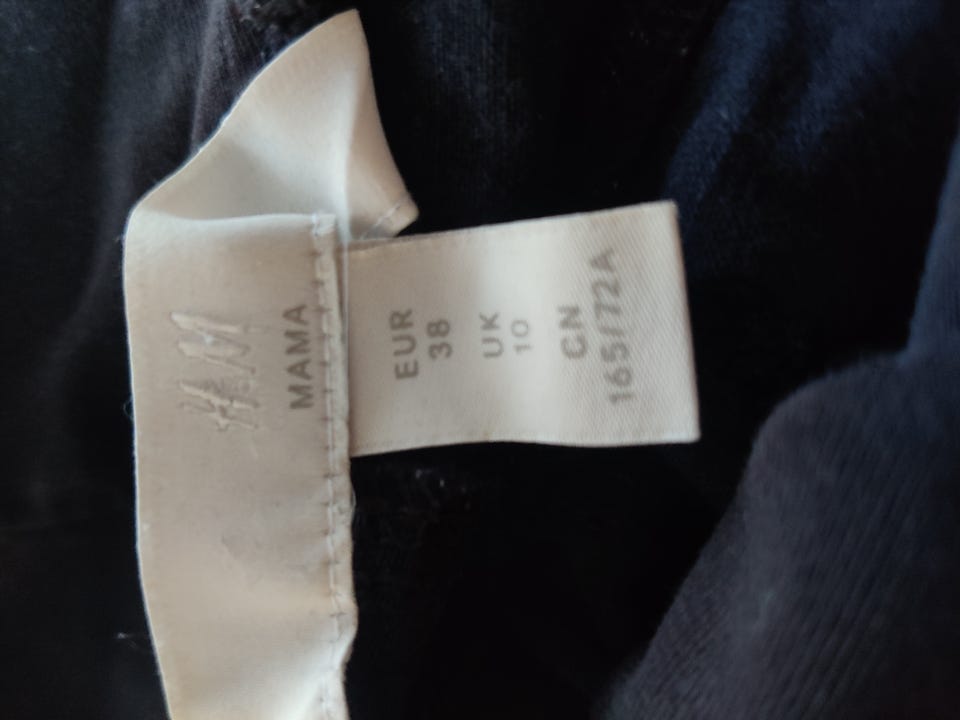 H&M
MAMA
EUR
38
UK
10
CN
165/72A